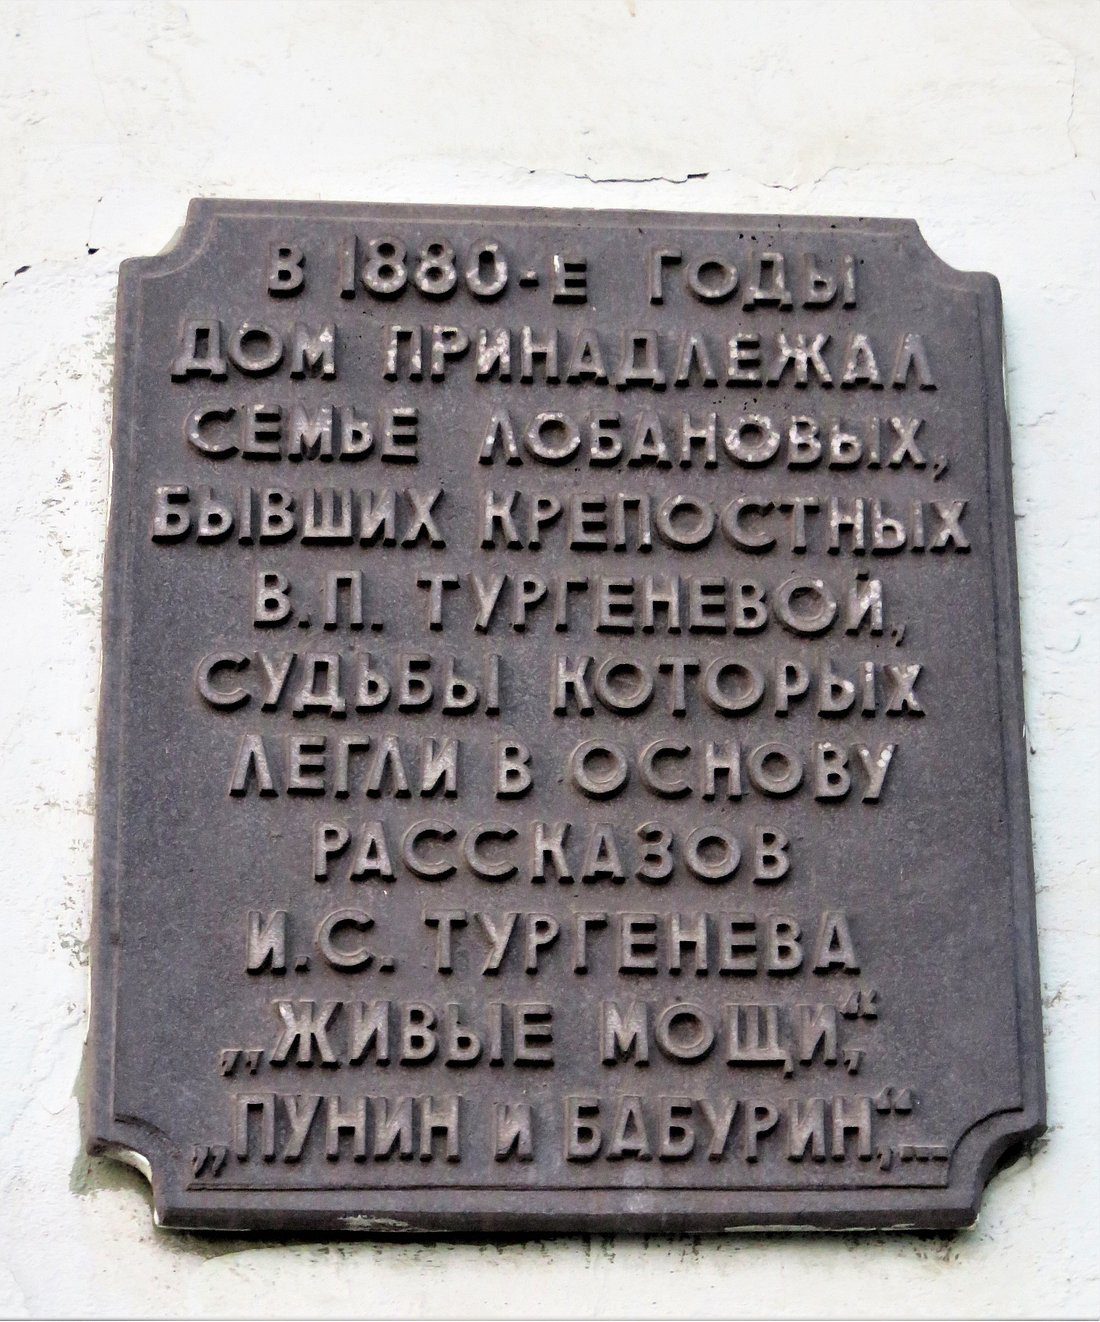 В 1880-Е ГОДЫ
ДОМ ПРИНАДЛЕЖАЛ
СЕМЬЕ ЛОБАНОВЫХ,
БЫВШИХ КРЕПОСТНЫХ
В.П. ТУРГЕНЕВОЙ,
СУДЬБЫ КОТОРЫХ
ЛЕГЛИ В ОСНОВУ
РАССКАЗОВ
И.С. ТУРГЕНЕВА
„ЖИВЫЕ МОЩИ“,
„ПУНИН И БАБУРИН“,...